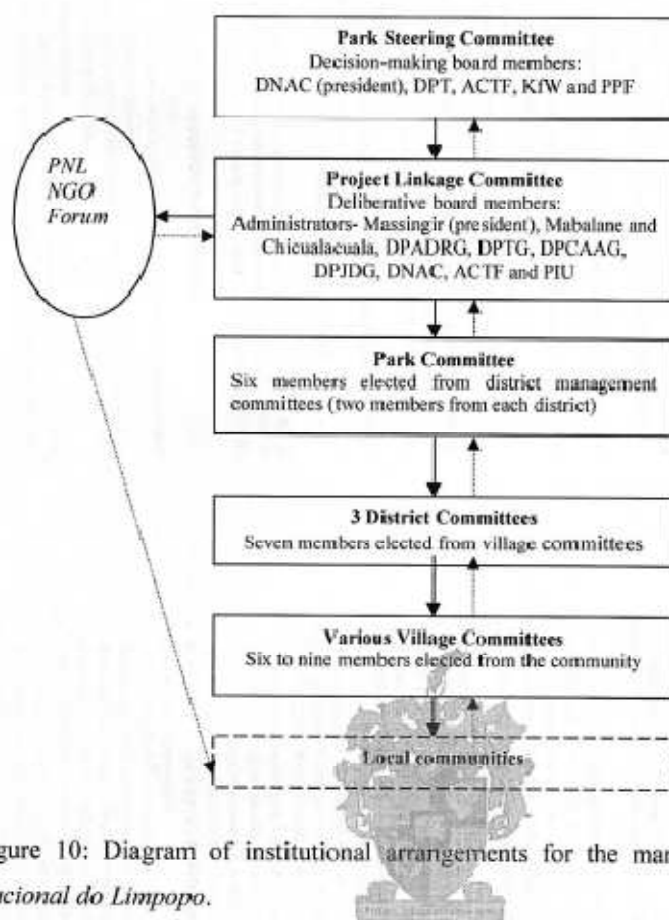 Park Steering Committee
Decision-making board members:
DNAC (president), DPT, ACTF, KfW and PPF
PNL
NGO
Forum
Project Linkage Committee
Deliberative board members:
Administrators- Massingir (president), Mabalane and
Chicualacuala, DPADRG, DPTG, DPCAAG,
DPJDG, DNAC, ACTF and PIU
Park Committee
Six members elected from district management
committees (two members from each district)
3 District Committees
Seven members elected from village committees
Various Village Committees
Six to nine members elected from the community
Local communities
gure 10: Diagram of institutional arrangements for the mar
acional do Limpopo.